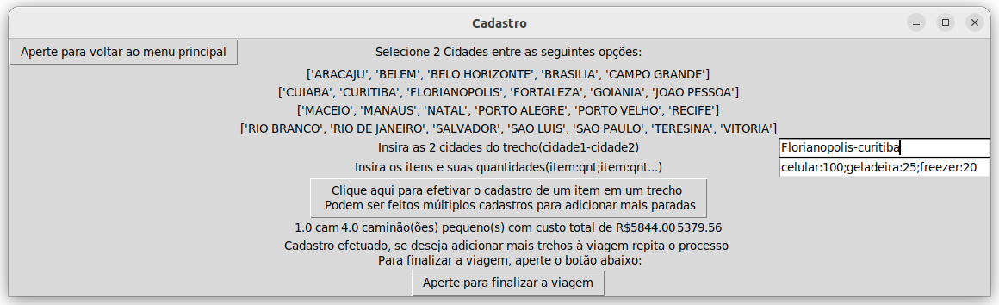 Cadastro
Aperte para voltar ao menu principal
Selecione 2 Cidades entre as seguintes opções:
['ARACAJU', 'BELEM', 'BELO HORIZONTE', 'BRASILIA', 'CAMPO GRANDE']
['CUIABA', 'CURITIBA', 'FLORIANOPOLIS', 'FORTALEZA', 'GOIANIA', 'JOAO PESSOA']
['MACEIO', 'MANAUS', 'NATAL', 'PORTO ALEGRE', 'PORTO VELHO', 'RECIFE']
['RIO BRANCO', 'RIO DE JANEIRO', 'SALVADOR', 'SAO LUIS', 'SAO PAULO', 'TERESINA', 'VITORIA']
Insira as 2 cidades do trecho(cidade1-cidade2)
Florianopolis-curitiba
Insira os itens e suas quantidades(item:qnt;item:qnt...)
celular:100;geladeira:25;freezer:20
Clique aqui para efetivar o cadastro de um item em um trecho
Podem ser feitos múltiplos cadastros para adicionar mais paradas
1.0 cam 4.0 caminão(ões) pequeno(s) com custo total de R$5844.00 5379.56
Cadastro efetuado, se deseja adicionar mais trehos à viagem repita o processo
Para finalizar a viagem, aperte o botão abaixo:
Aperte para finalizar a viagem